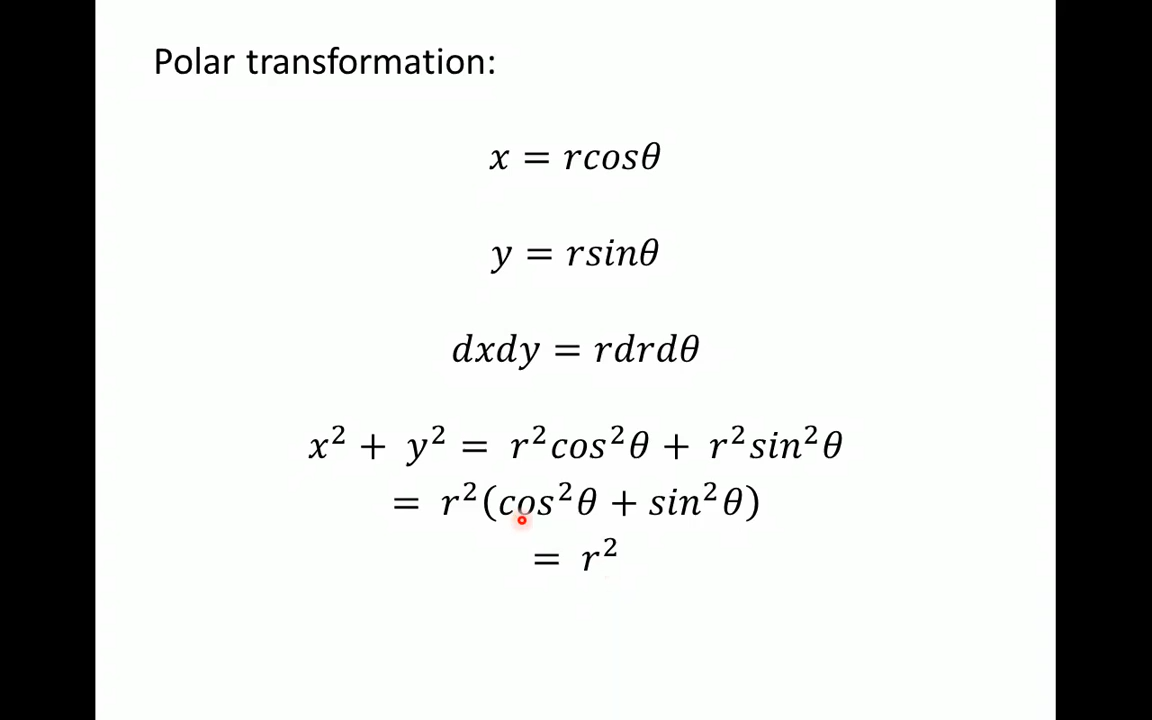 Polar transformation:
x = rcosθ
y = rsinθ
dxdy = rdrdθ
x² + y² = r²cos²θ + r²sin²θ
= r²(cos²θ + sin²θ)
= r²